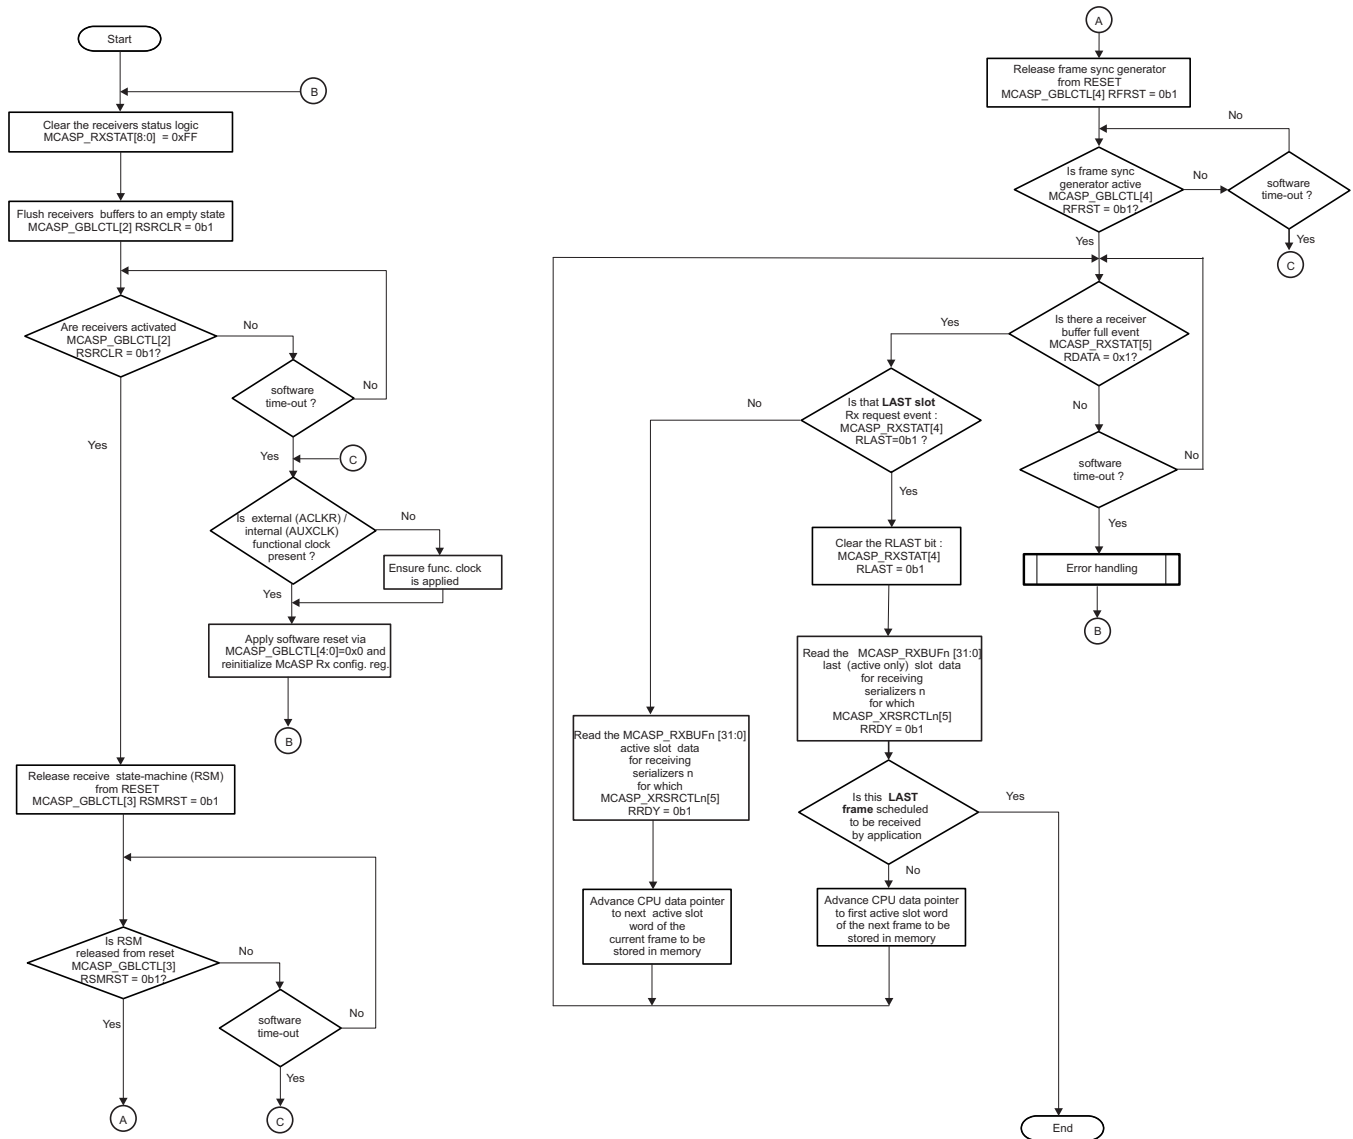 Start
B
Clear the receivers status logic
MCASP_RXSTAT[8:0] = 0xFF
Flush receivers buffers to an empty state
MCASP_GBLCTL[2] RSRCLR = 0b1
Are receivers activated
MCASP_GBLCTL[2]
RSRCLR = 0b1?
No
software
time-out ?
No
Yes
Yes
C
Is external (ACLKR) /
internal (AUXCLK)
functional clock
present ?
No
Ensure func. clock
is applied
Yes
Apply software reset via
MCASP_GBLCTL[4:0]=0x0 and
reinitialize McASP Rx config. reg.
B
Release receive state-machine (RSM)
from RESET
MCASP_GBLCTL[3] RSMRST = 0b1
Is RSM
released from reset
MCASP_GBLCTL[3]
RSMRST = 0b1?
No
software
time-out
No
Yes
Yes
A
C
A
Release frame sync generator
from RESET
MCASP_GBLCTL[4] RFRST = 0b1
No
Is frame sync
generator active
MCASP_GBLCTL[4]
RFRST = 0b1?
No
software
time-out ?
Yes
Yes
C
Is there a receiver
buffer full event
MCASP_RXSTAT[5]
RDATA = 0x1?
Yes
No
Is that LAST slot
Rx request event :
MCASP_RXSTAT[4]
RLAST=0b1 ?
No
Yes
software
time-out ?
No
Yes
Error handling
B
Clear the RLAST bit :
MCASP_RXSTAT[4]
RLAST = 0b1
Read the MCASP_RXBUFn [31:0]
last (active only) slot data
for receiving
serializers n
for which
MCASP_XRSRCTLn[5]
RRDY = 0b1
Read the MCASP_RXBUFn [31:0]
active slot data
for receiving
serializers n
for which
MCASP_XRSRCTLn[5]
RRDY = 0b1
Is this LAST
frame scheduled
to be received
by application
Yes
No
Advance CPU data pointer
to next active slot
word of the
current frame to be
stored in memory
Advance CPU data pointer
to first active slot word
of the next frame to be
stored in memory
End